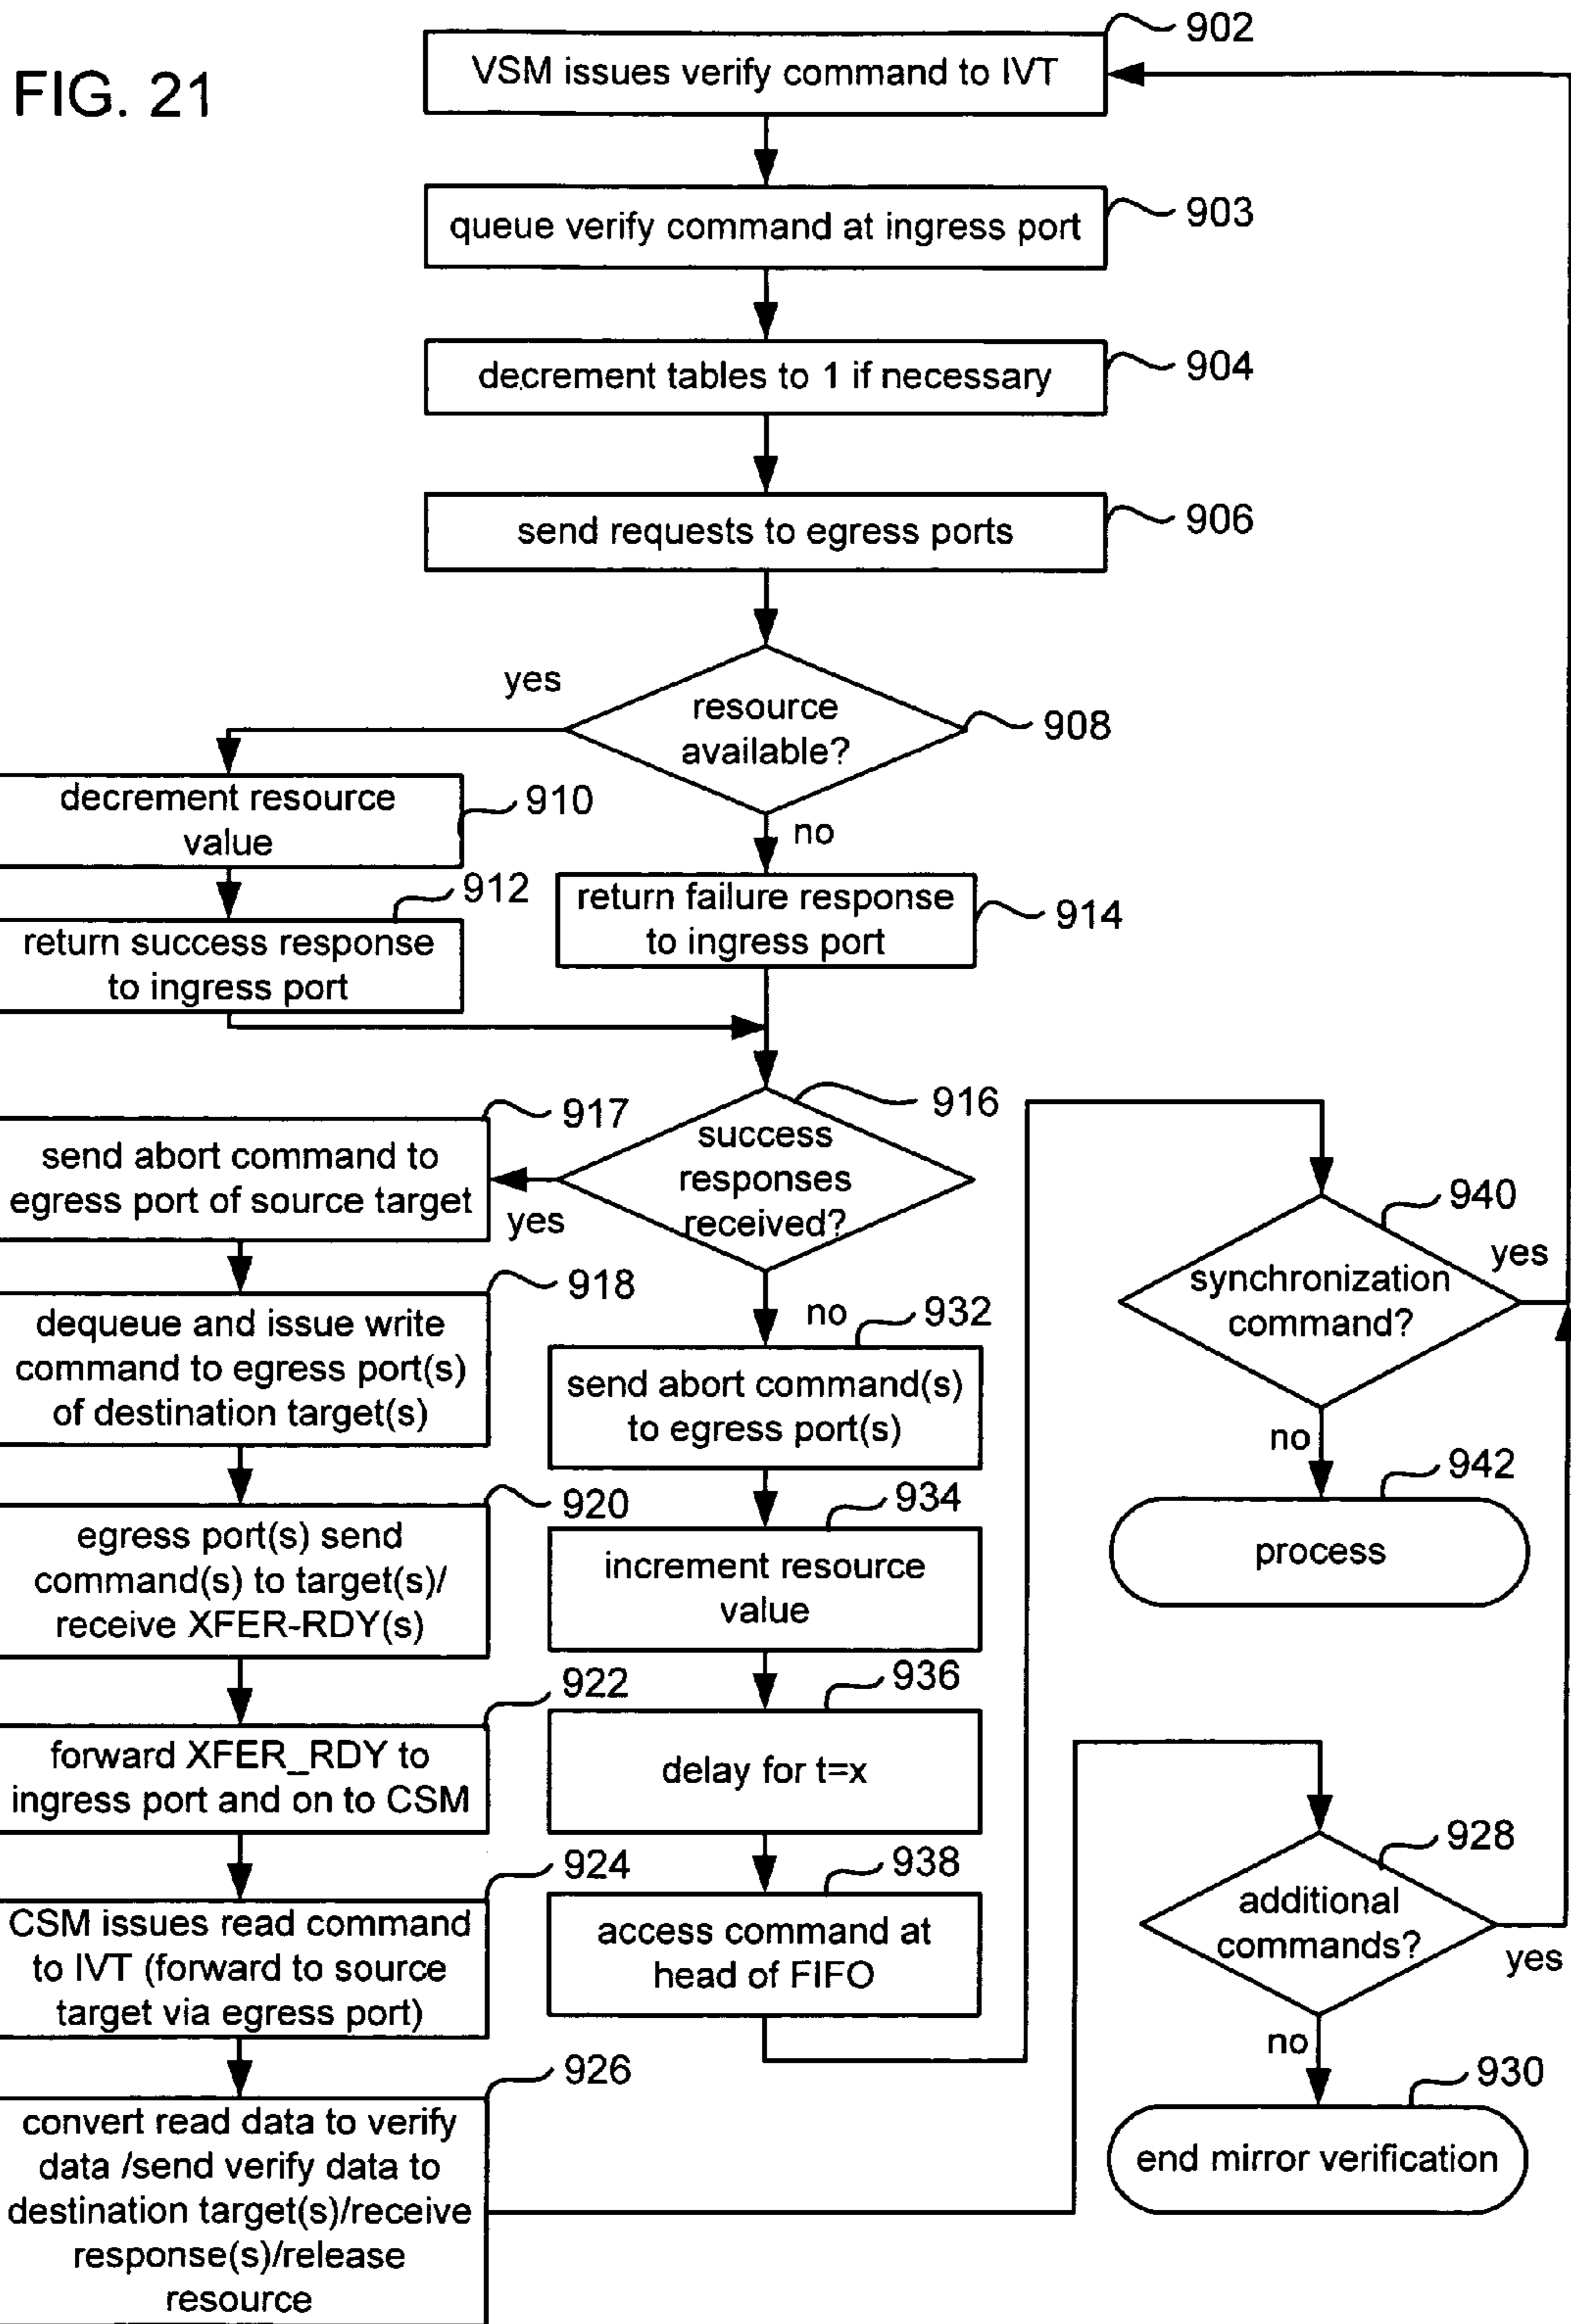 FIG. 21
902
VSM issues verify command to IVT
903
queue verify command at ingress port
904
decrement tables to 1 if necessary
906
send requests to egress ports
yes
resource
available?
908
decrement resource
value
910
no
912
return success response
to ingress port
return failure response
to ingress port
914
917
send abort command to
egress port of source target
916
success
responses
received?
yes
940
synchronization
command?
yes
918
dequeue and issue write
command to egress port(s)
of destination target(s)
no
932
send abort command(s)
to egress port(s)
no
942
process
920
egress port(s) send
command(s) to target(s)/
receive XFER-RDY(s)
934
increment resource
value
922
forward XFER_RDY to
ingress port and on to CSM
936
delay for t=x
928
additional
commands?
yes
924
CSM issues read command
to IVT (forward to source
target via egress port)
938
access command at
head of FIFO
no
930
end mirror verification
926
convert read data to verify
data /send verify data to
destination target(s)/receive
response(s)/release
resource